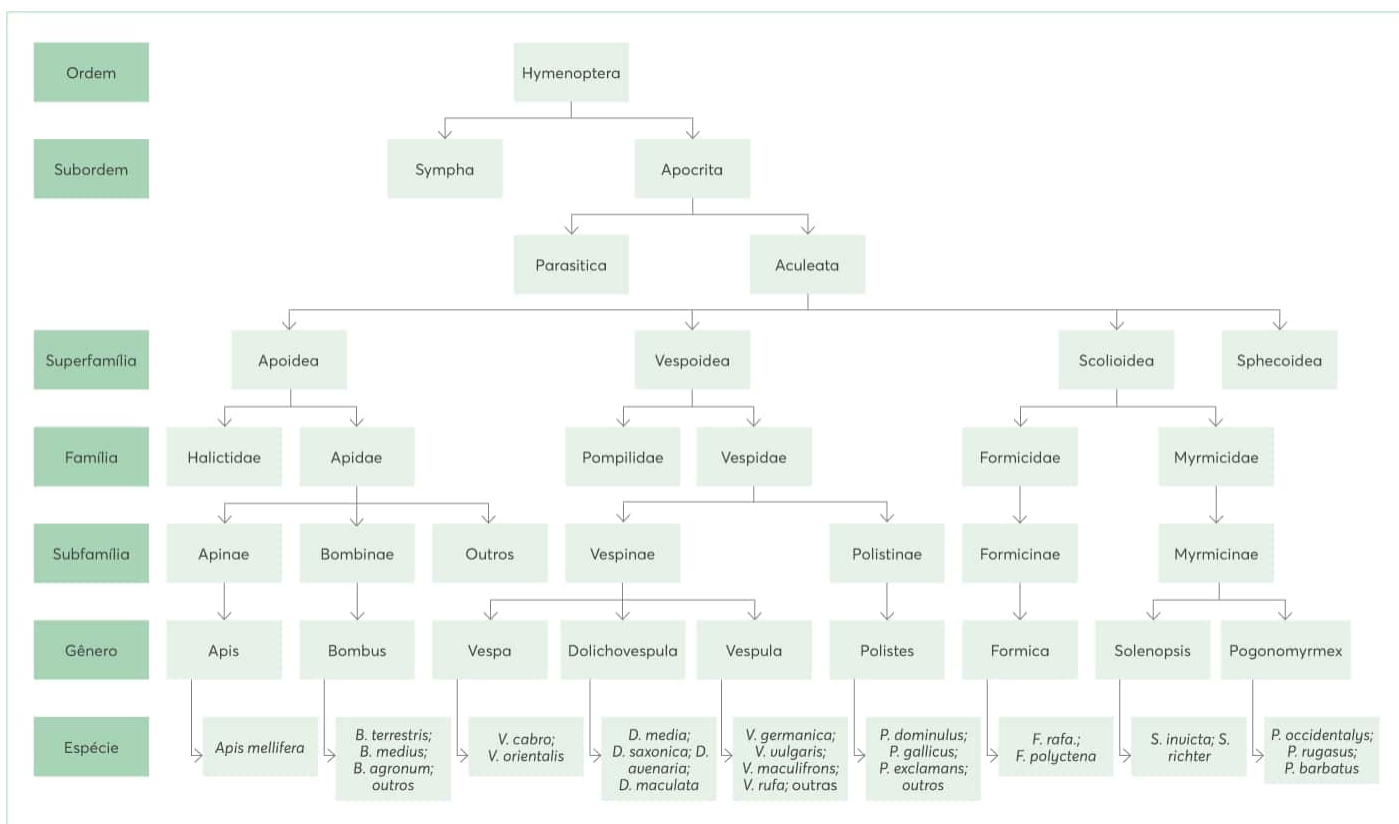 Ordem
Hymenoptera
Subordem
Sympha
Apocrita
Parasitica
Aculeata
Superfamília
Apoidea
Vespoidea
Scolioidea
Sphecoidea
Família
Halictidae
Apidae
Pompilidae
Vespidae
Formicidae
Myrmicidae
Subfamília
Apinae
Bombinae
Outros
Vespinae
Polistinae
Formicinae
Myrmicinae
Gênero
Apis
Bombus
Vespa
Dolichovespula
Vespula
Polistes
Formica
Solenopsis
Pogonomyrmex
Espécie
Apis mellifera
B. terrestris;
B. medius;
B. agronum;
outros
V. cabro;
V. orientalis
D. media;
D. saxonica; D.
avenaria;
D. maculata
V. germanica;
V. vulgaris;
V. maculifrons;
V. rufa; outras
P. dominulus;
P. gallicus;
P. exclamans;
outros
F. rafa.;
F. polyctena
S. invicta; S.
richter
P. occidentalys;
P. rugasus;
P. barbatus